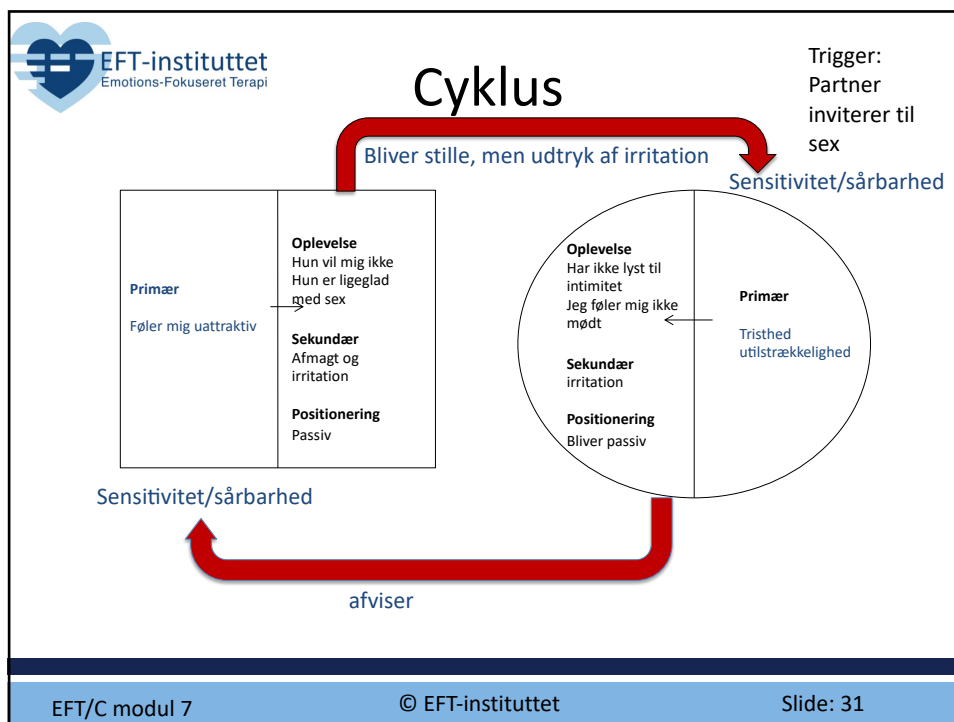 EFT-instituttet
Emotions-Fokuseret Terapi
Cyklus
Trigger:
Partner
inviterer til
sex
Bliver stille, men udtryk af irritation
Sensitivitet/sårbarhed
Primær
Føler mig uattraktiv
Oplevelse
Hun vil mig ikke
Hun er ligeglad
med sex
Sekundær
Afmagt og
irritation
Positionering
Passiv
Oplevelse
Har ikke lyst til
intimitet
Jeg føler mig ikke
mødt
Sekundær
irritation
Positionering
Bliver passiv
Primær
Tristhed
utilstrækkelighed
Sensitivitet/sårbarhed
afviser
EFT/C modul 7
© EFT-instituttet
Slide: 31